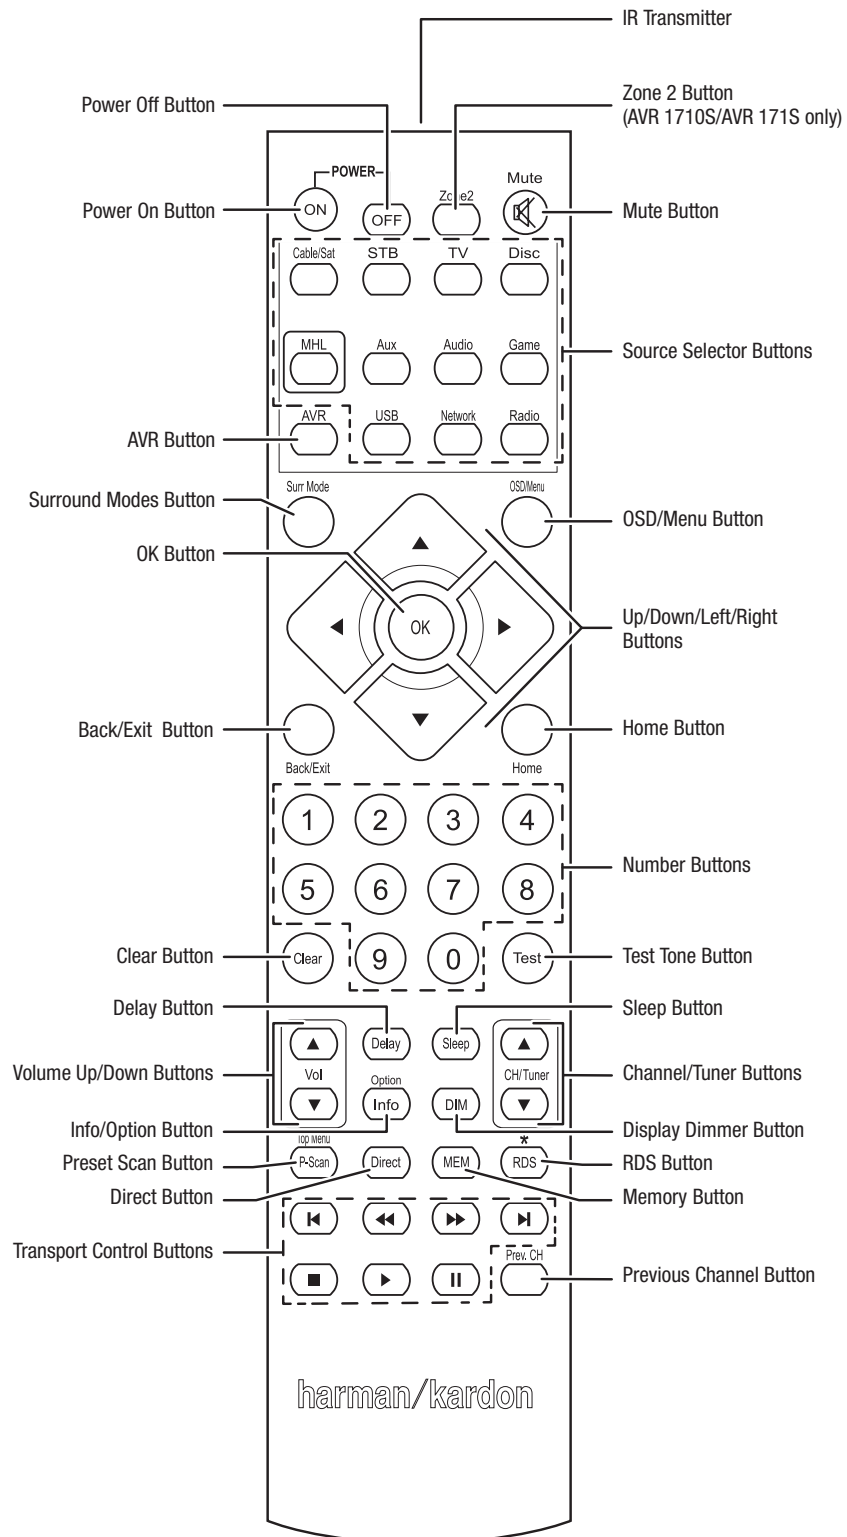 IR Transmitter
Power Off Button
Zone 2 Button
(AVR 1710S/AVR 171S only)
POWER
Mute
Power On Button
ON
OFF
Zone2
Mute Button
Cable/Sat
STB
TV
Disc
MHL
Aux
Audio
Game
Source Selector Buttons
AVR
USB
Network
Radio
AVR Button
Surround Modes Button
Surr Mode
OSD/Menu
OSD/Menu Button
OK Button
OK
Up/Down/Left/Right
Buttons
Back/Exit Button
Home Button
Back/Exit
Home
1
2
3
4
Number Buttons
5
6
7
8
Clear Button
Clear
9
0
Test
Test Tone Button
Delay Button
Sleep Button
Delay
Sleep
Volume Up/Down Buttons
Vol
CH/Tuner
Channel/Tuner Buttons
Option
Info
DIM
Info/Option Button
Display Dimmer Button
Top Menu
*
Preset Scan Button
P-Scan
Direct
MEM
RDS
RDS Button
Direct Button
Memory Button
Transport Control Buttons
Prev. CH
Previous Channel Button
harman/kardon